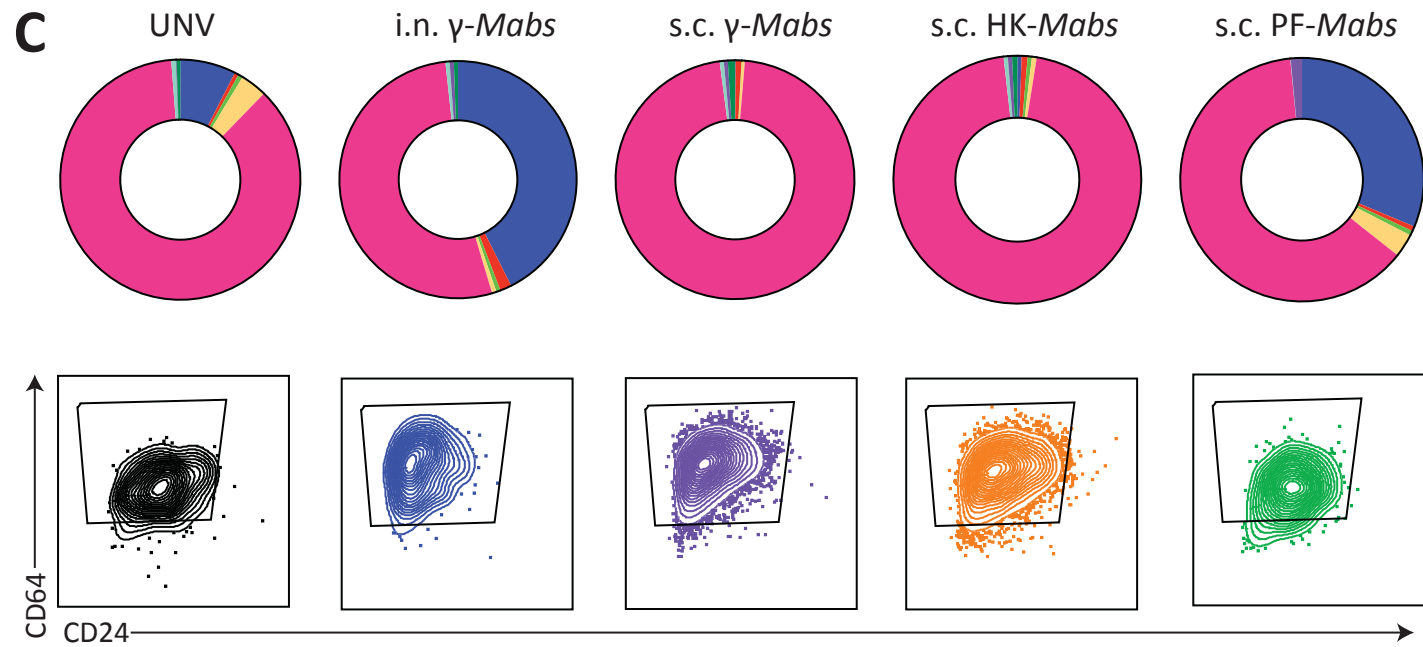 C
UNV
i.n. γ-Mabs
s.c. γ-Mabs
s.c. HK-Mabs
s.c. PF-Mabs
CD64
CD24